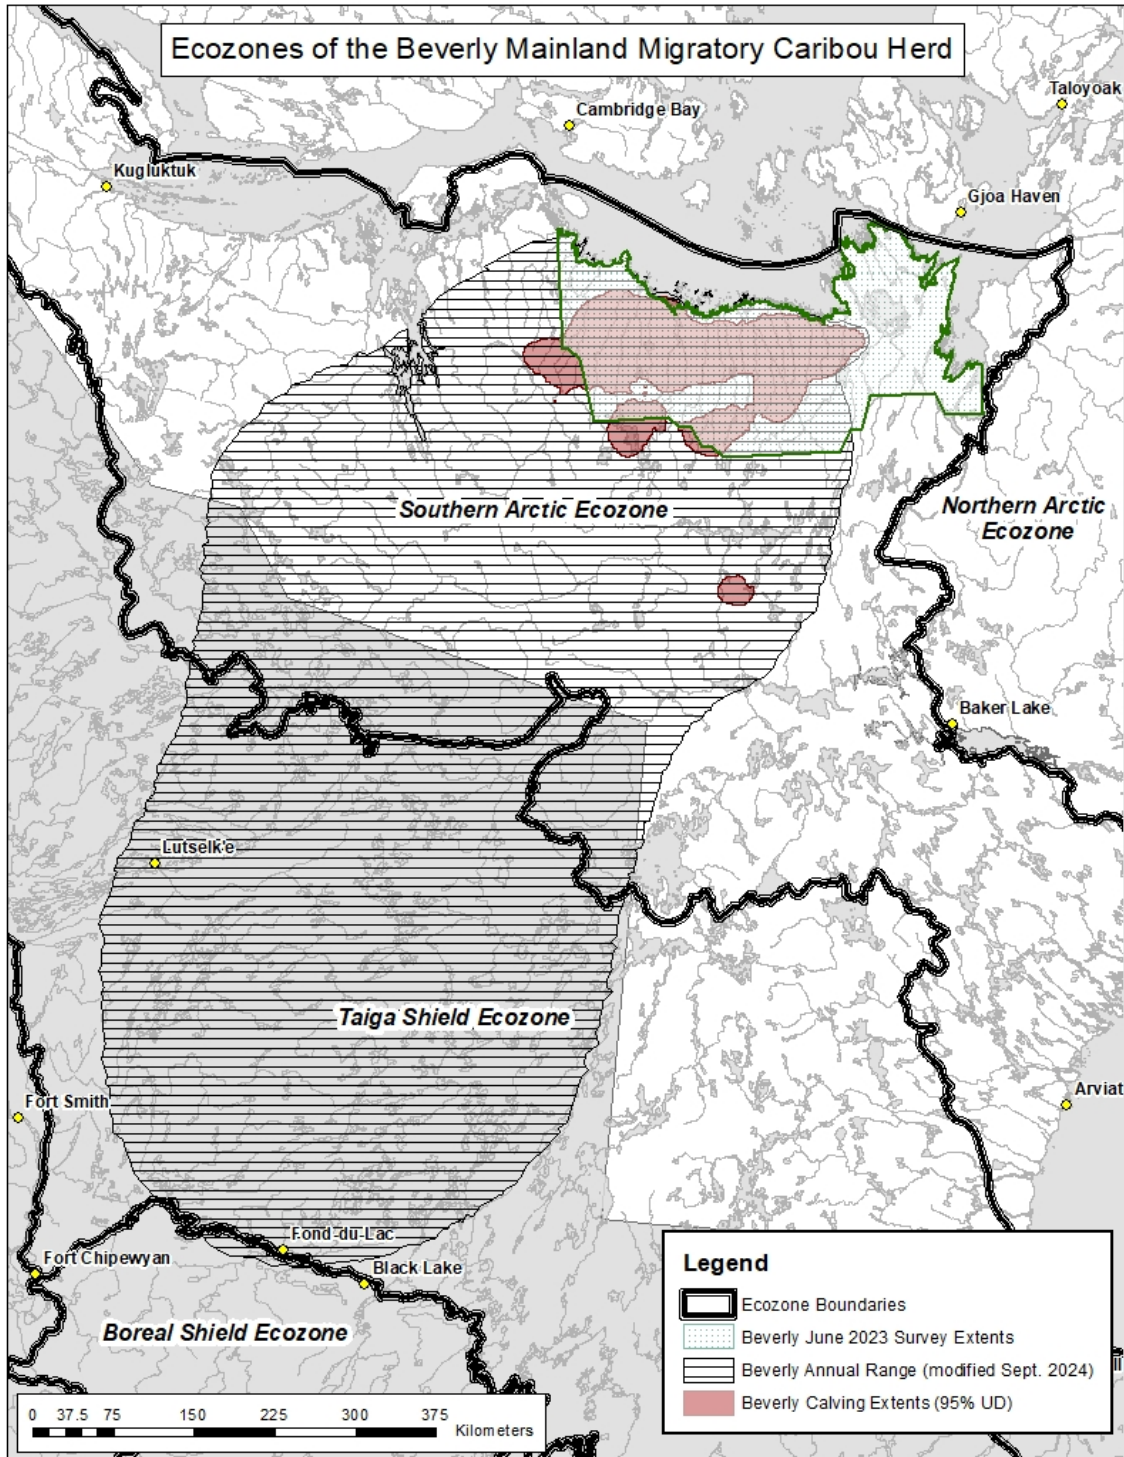 Ecozones of the Beverly Mainland Migratory Caribou Herd
Taloyoak
Cambridge Bay
Kugluktuk
Gjoa Haven
Southern Arctic Ecozone
Northern Arctic
Ecozone
Baker Lake
Lutselk'e
Taiga Shield Ecozone
Fort Smith
Arviat
Fond-du-Lac
Fort Chipewyan
Black Lake
Boreal Shield Ecozone
Legend
Ecozone Boundaries
Beverly June 2023 Survey Extents
Beverly Annual Range (modified Sept. 2024)
Beverly Calving Extents (95% UD)
0 37.5 75 150 225 300 375
Kilometers